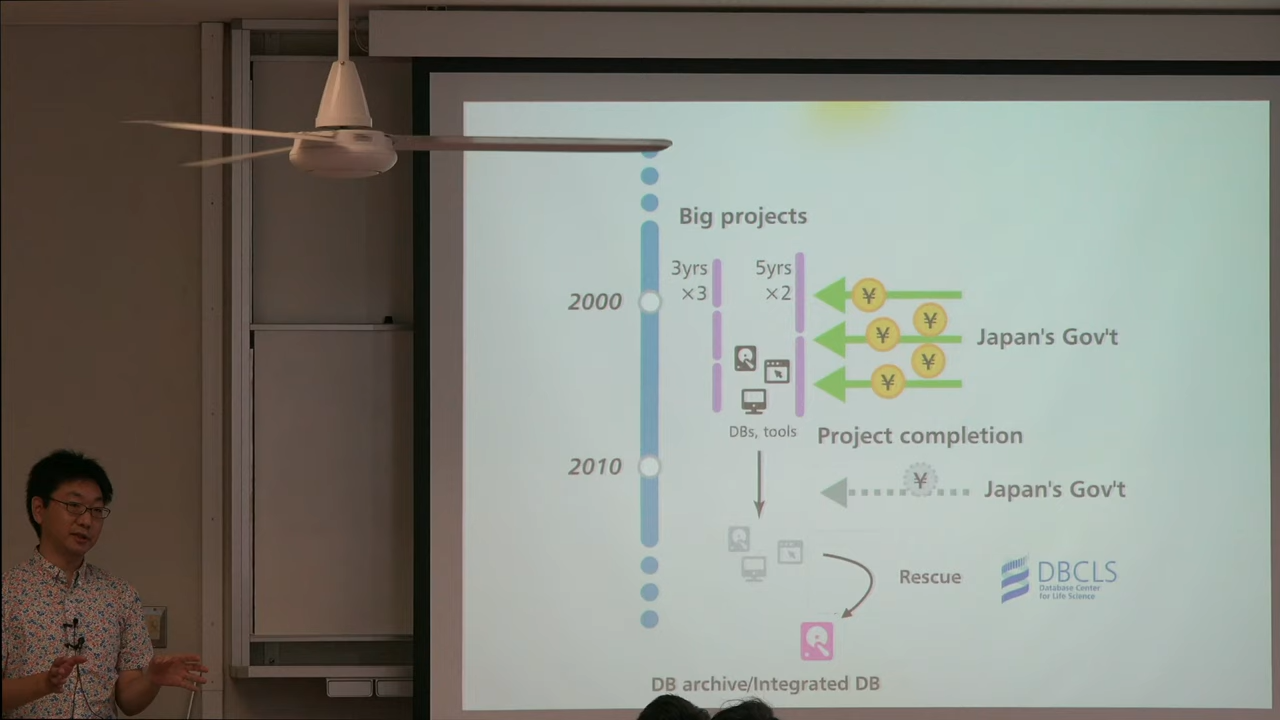 Big projects
3yrs
×3
5yrs
×2
2000
¥
¥
¥
¥
¥
Japan's Gov't
DBs, tools
Project completion
2010
¥
Japan's Gov't
Rescue
DBCLS
Database Center
for Life Science
DB archive/Integrated DB